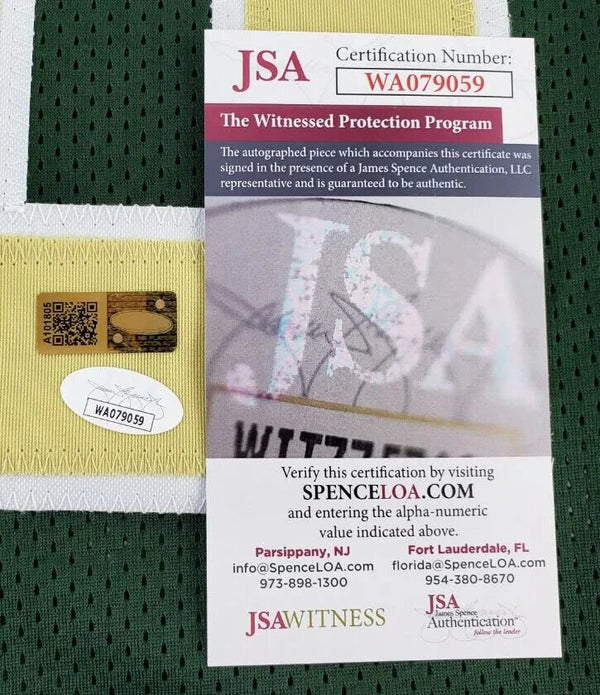 JSA
Certification Number:
WA079059
The Witnessed Protection Program
The autographed piece which accompanies this certificate was
signed in the presence of a James Spence Authentication, LLC
representative and is guaranteed to be authentic.
JSA
A101805
WA079059
Verify this certification by visiting
SPENCELOA.COM
and entering the alpha-numeric
value indicated above.
Parsippany, NJ
info@SpenceLOA.com
973-898-1300
Fort Lauderdale, FL
florida@SpenceLOA.com
954-380-8670
JSAWITNESS
JSA
James Spence
Authentication
follow the leader